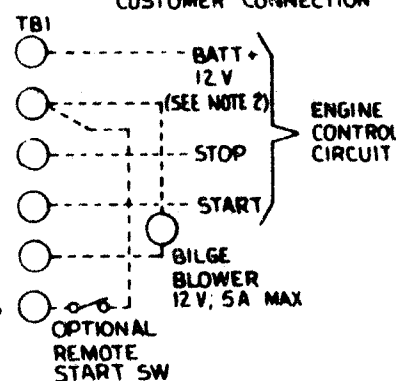 CUSTOMER CONNECTION
TB1
BATT +
12 V
(SEE NOTE 2)
ENGINE
CONTROL
CIRCUIT
STOP
START
BILGE
BLOWER
12 V, 5A MAX
OPTIONAL
REMOTE
START SW